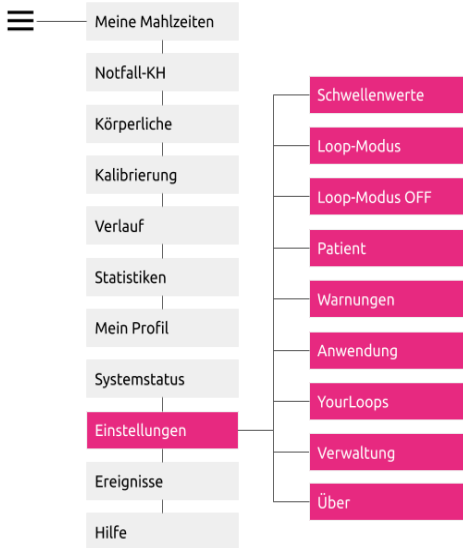 Meine Mahlzeiten
Notfall-KH
Körperliche
Kalibrierung
Verlauf
Statistiken
Mein Profil
Systemstatus
Einstellungen
Ereignisse
Hilfe
Schwellenwerte
Loop-Modus
Loop-Modus OFF
Patient
Warnungen
Anwendung
YourLoops
Verwaltung
Über